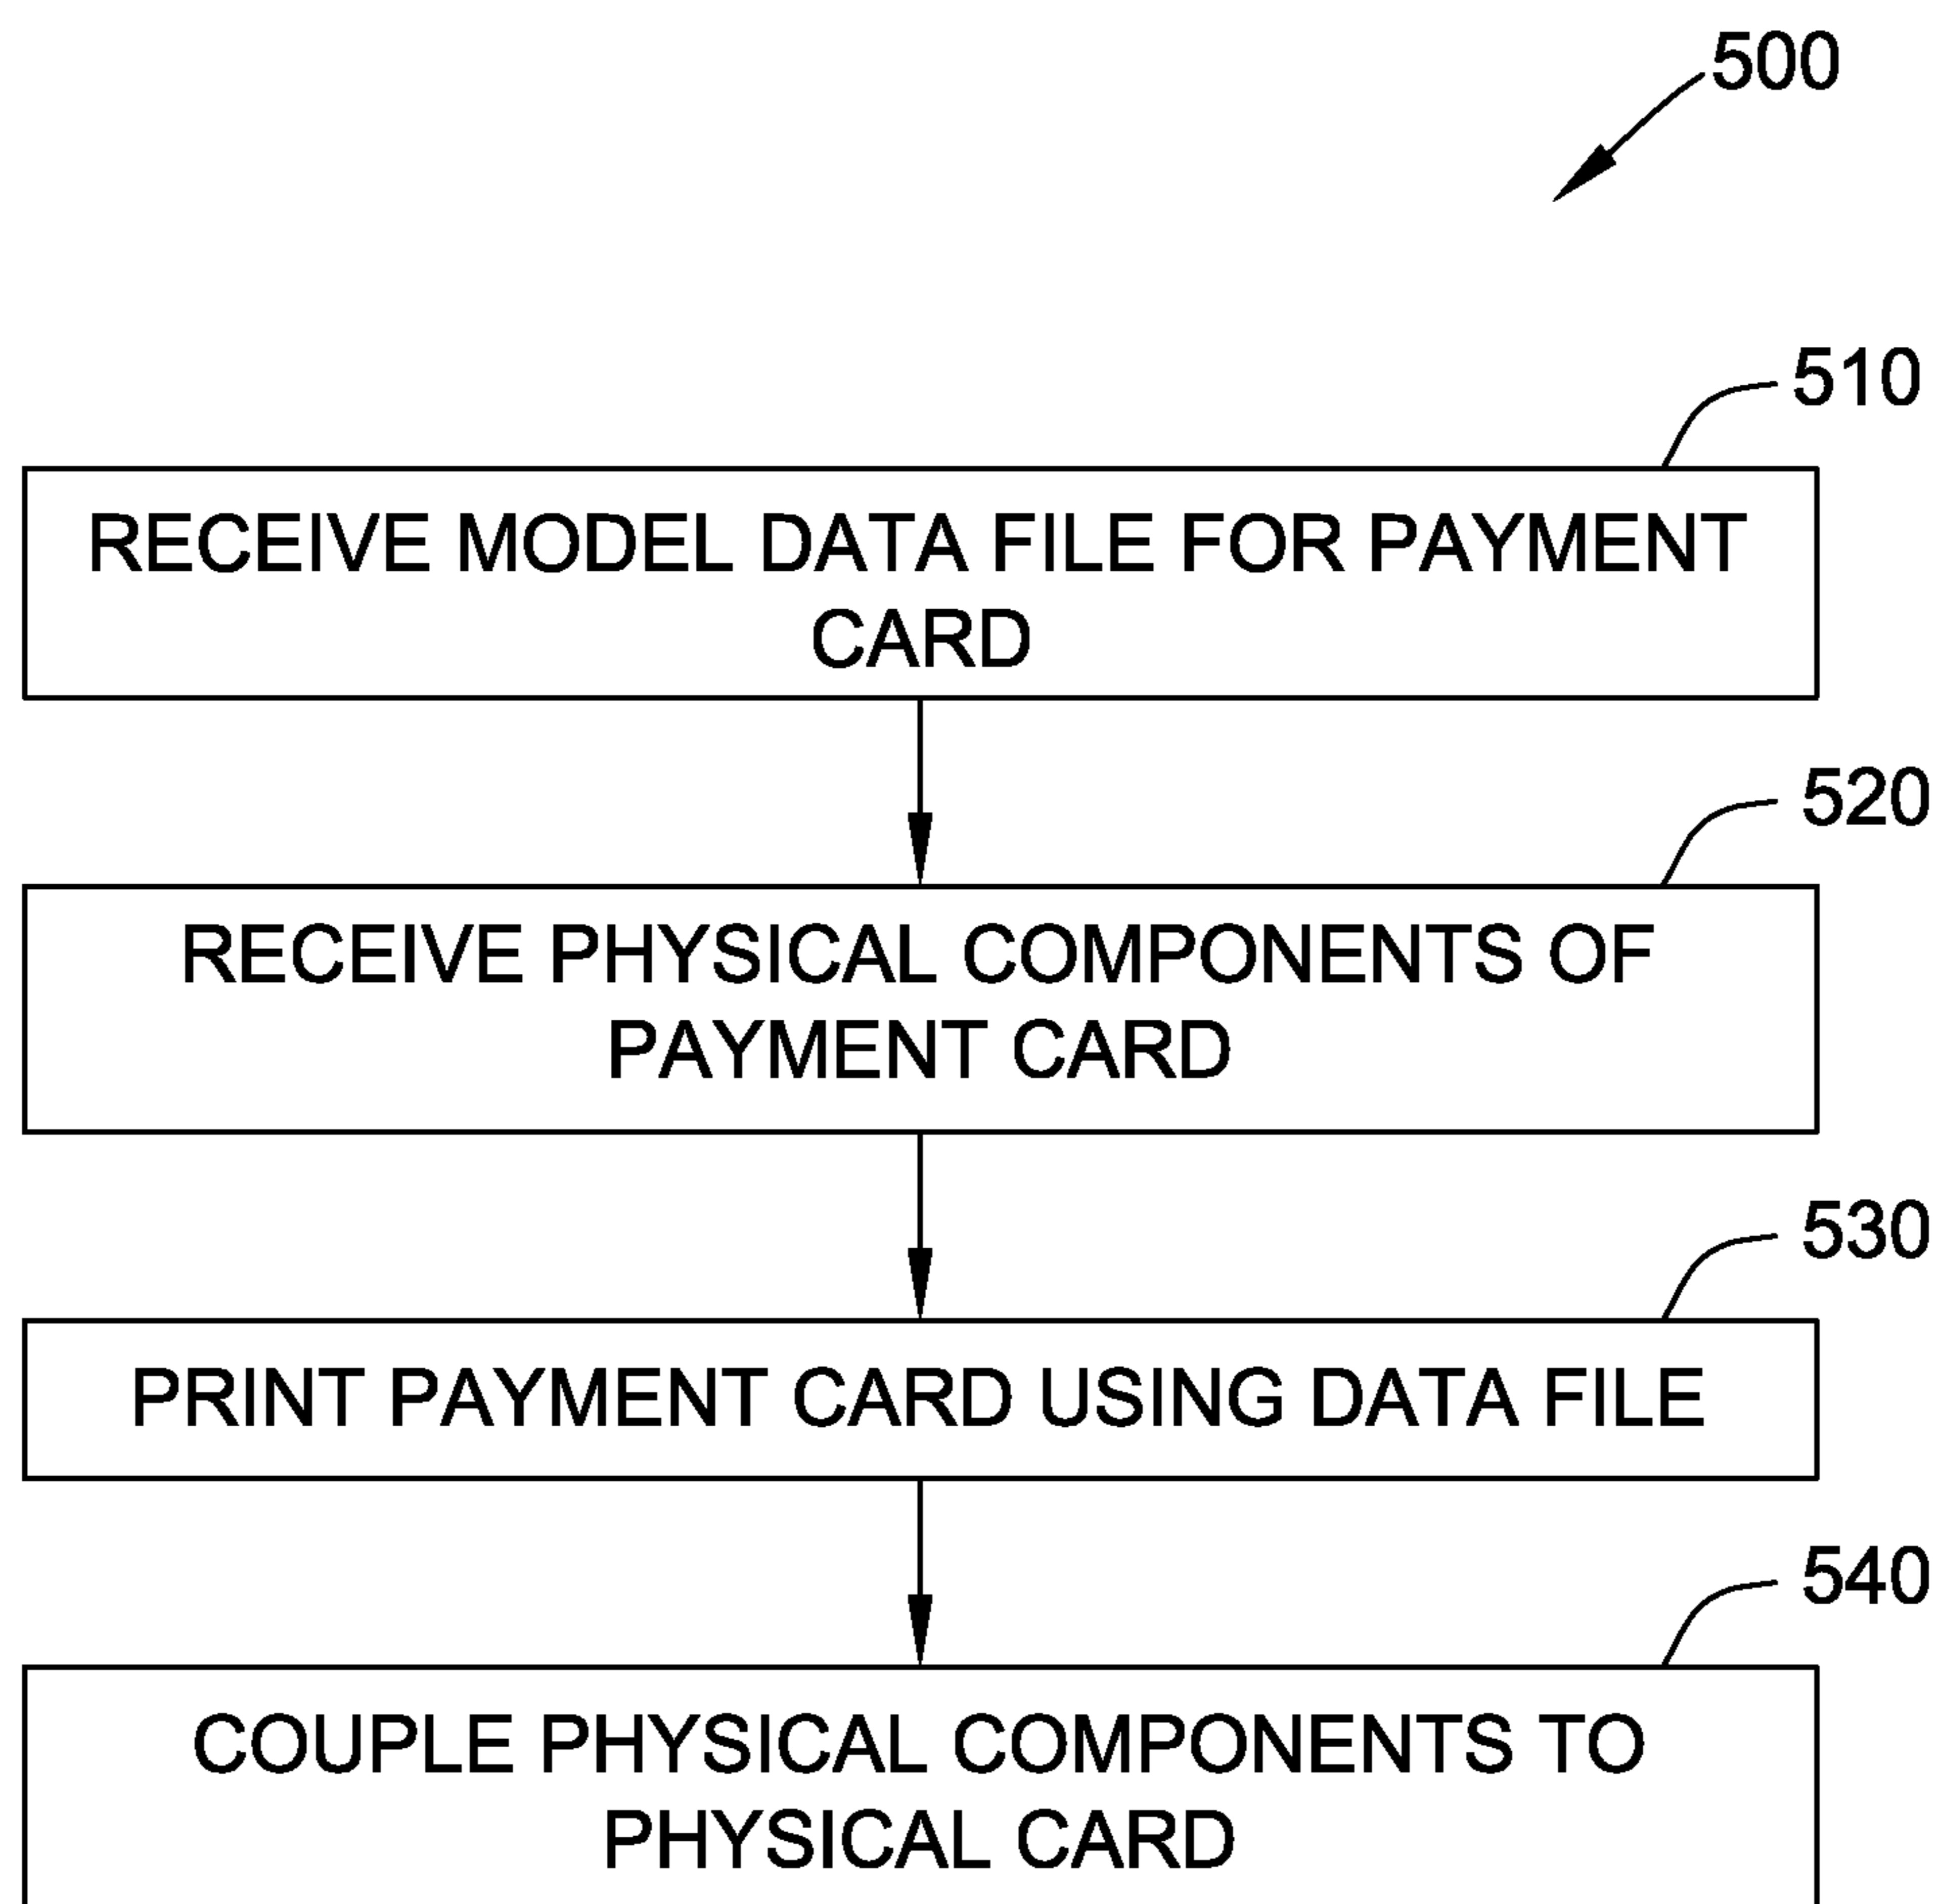 500
510
RECEIVE MODEL DATA FILE FOR PAYMENT
CARD
520
RECEIVE PHYSICAL COMPONENTS OF
PAYMENT CARD
530
PRINT PAYMENT CARD USING DATA FILE
540
COUPLE PHYSICAL COMPONENTS TO
PHYSICAL CARD